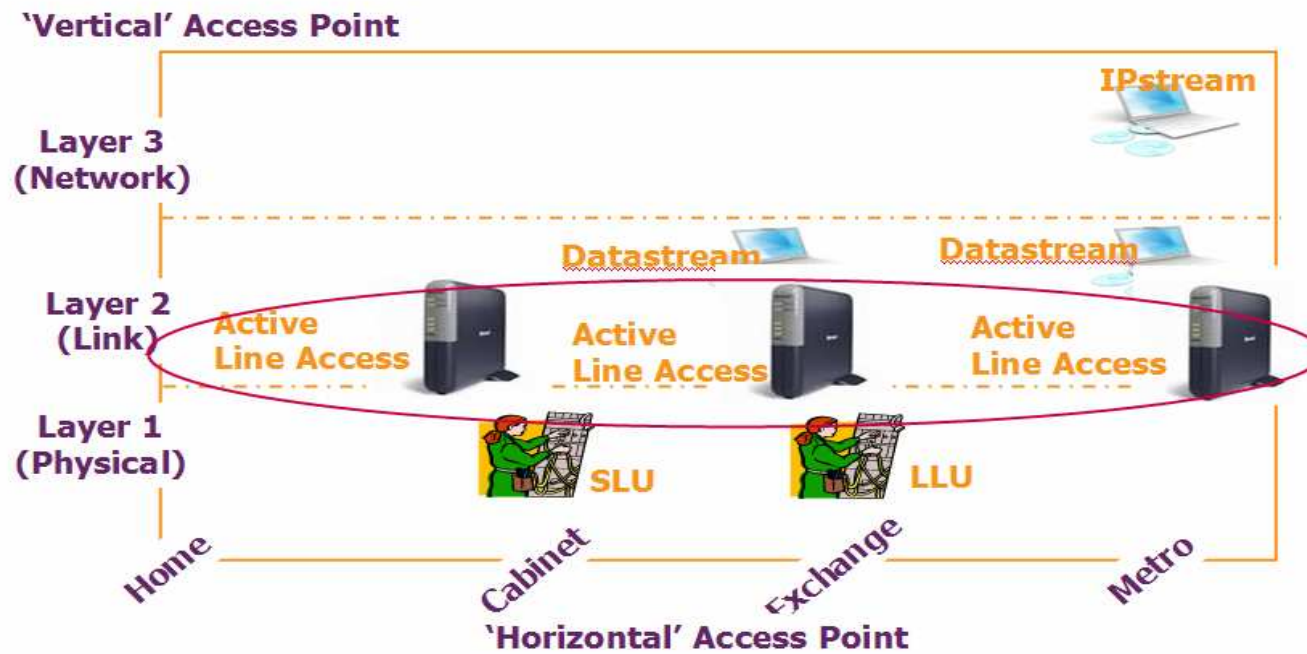 ‘Vertical’ Access Point
IPstream
Layer 3
(Network)
Datastream
Datastream
Layer 2
(Link)
Active
Line Access
Active
Line Access
Active
Line Access
Layer 1
(Physical)
SLU
LLU
Home
Cabinet
Exchange
Metro
‘Horizontal’ Access Point